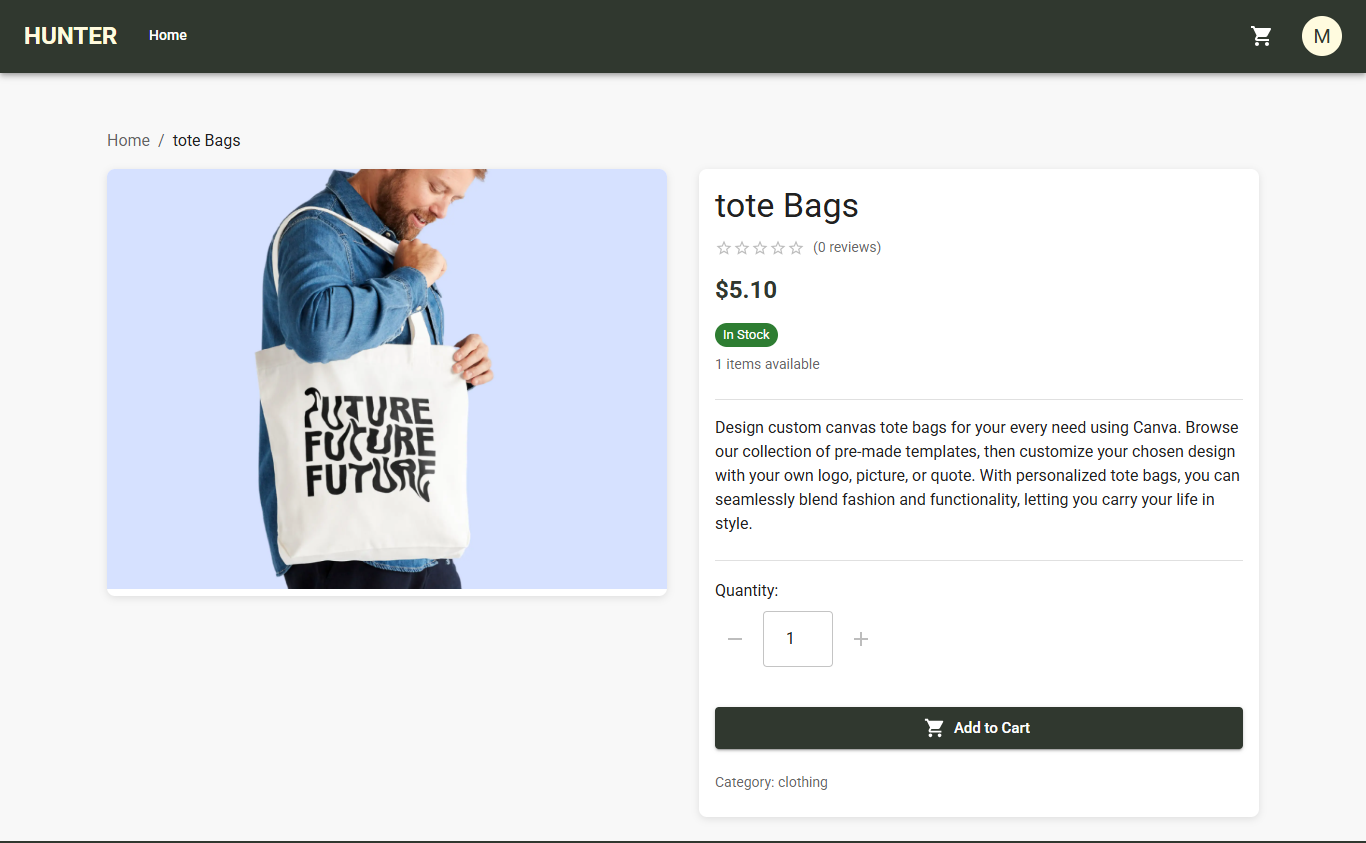 HUNTER Home M
Home / tote Bags
FUTURE
FUTURE
FUTURE
tote Bags
(0 reviews)
$5.10
In Stock
1 items available
Design custom canvas tote bags for your every need using Canva. Browse
our collection of pre-made templates, then customize your chosen design
with your own logo, picture, or quote. With personalized tote bags, you can
seamlessly blend fashion and functionality, letting you carry your life in
style.
Quantity:
1
Add to Cart
Category: clothing